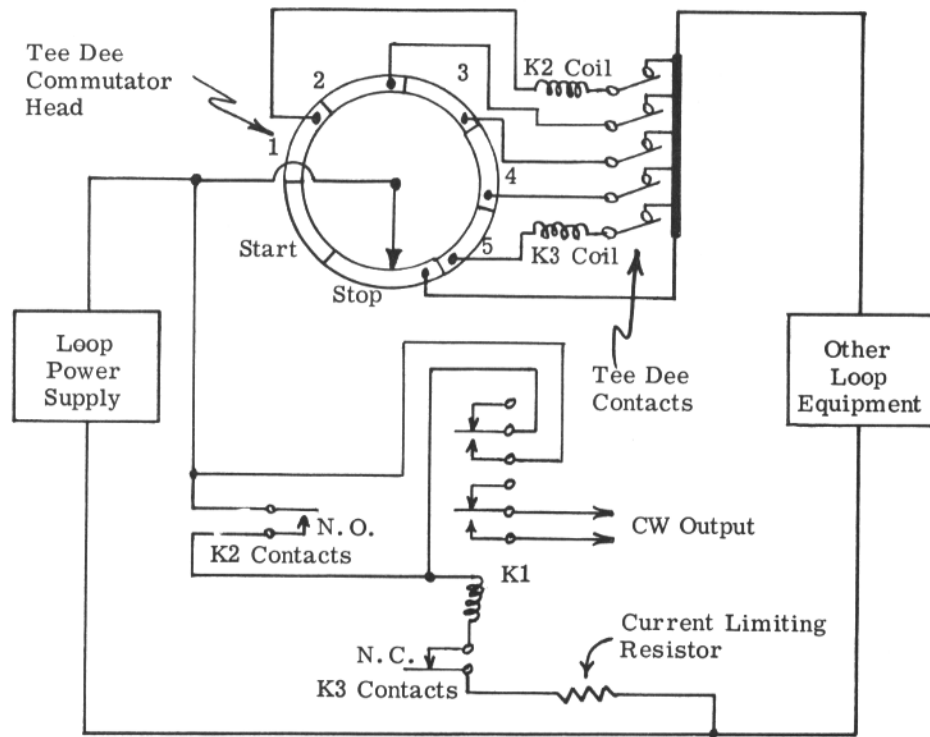 Tee Dee
Commutator
Head
1
2
3
4
5
K2 Coil
K3 Coil
Start
Stop
Tee Dee
Contacts
Loop
Power
Supply
Other
Loop
Equipment
N.O.
K2 Contacts
CW Output
K1
N.C.
K3 Contacts
Current Limiting
Resistor